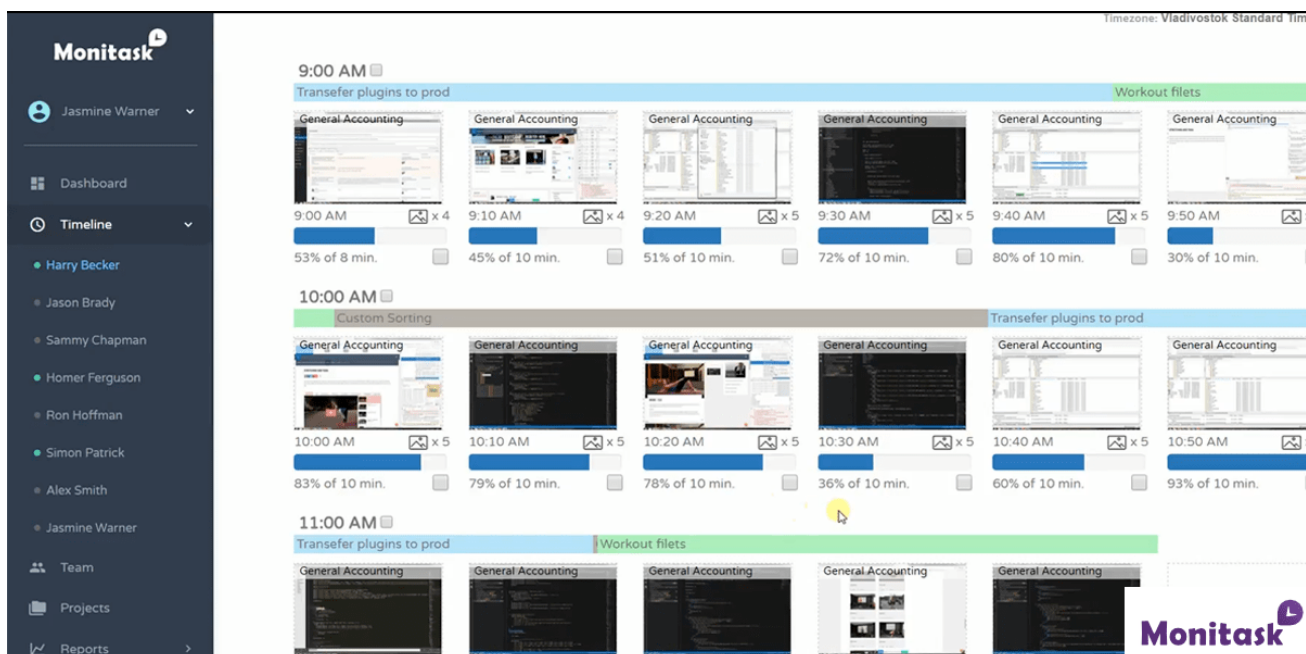 Timezone: Vladivostok Standard Tim
Monitask
Jasmine Warner
Dashboard
Timeline
Harry Becker
Jason Brady
Sammy Chapman
Homer Ferguson
Ron Hoffman
Simon Patrick
Alex Smith
Jasmine Warner
Team
Projects
Reports
9:00 AM
Transefer plugins to prod Workout filets
General Accounting General Accounting General Accounting General Accounting General Accounting General Accounting
9:00 AM x 4 9:10 AM x 4 9:20 AM x 5 9:30 AM x 5 9:40 AM x 5 9:50 AM
53% of 8 min. 45% of 10 min. 51% of 10 min. 72% of 10 min. 80% of 10 min. 30% of 10 min.
10:00 AM
Custom Sorting Transefer plugins to prod
General Accounting General Accounting General Accounting General Accounting General Accounting General Accounting
10:00 AM x 5 10:10 AM x 5 10:20 AM x 5 10:30 AM x 5 10:40 AM x 5 10:50 AM
83% of 10 min. 79% of 10 min. 78% of 10 min. 36% of 10 min. 60% of 10 min. 93% of 10 min.
11:00 AM
Transefer plugins to prod Workout filets
General Accounting General Accounting General Accounting General Accounting General Accounting
Monitask